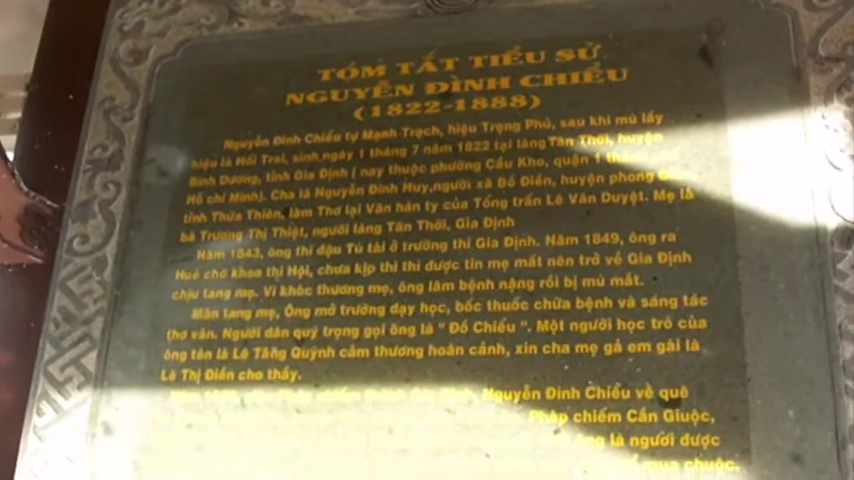 TÓM TẮT TIỂU SỬ
NGUYỄN ĐÌNH CHIỂU
(1822-1888)
Nguyễn Đình Chiểu tự Mạnh Trạch, hiệu Trọng Phủ, sau khi mù lấy
hiệu là Hối Trai, sinh ngày 1 tháng 7 năm 1822 tại làng Tân Thới, huyện
Bình Dương, tỉnh Gia Định ( nay thuộc phường Cầu Kho, quận 1
Hồ chí Minh). Cha là Nguyễn Đình Huy,người xã Bồ Điền, huyện phong
tỉnh Thừa Thiên, làm Thơ lại Văn hàn ty của Tổng trấn Lê Văn Duyệt. Mẹ là
bà Trương Thị Thiệt, người làng Tân Thới, Gia Định
Năm 1843, ông thi đậu Tú tài ở trường thi Gia Định. Năm 1849, ông ra
Huế chờ khoa thi Hội, chưa kịp thi thì được tin mẹ mất nên trở về Gia Định
chịu tang mẹ. Vì khóc thương mẹ, ông lâm bệnh nặng rồi bị mù mắt.
Mãn tang mẹ, Ông mở trường dạy học, bốc thuốc chữa bệnh và sáng tác
thơ văn. Người dân quý trọng gọi ông là " Đồ Chiểu ". Một người học trò của
ông tên là Lê Tăng Quýnh cảm thương hoàn cảnh, xin cha mẹ gả em gái là
Lê Thị Điền cho thầy.
Nguyễn Đình Chiểu về quê
Pháp chiếm Cần Giuộc,
là người được
mua chuộc,